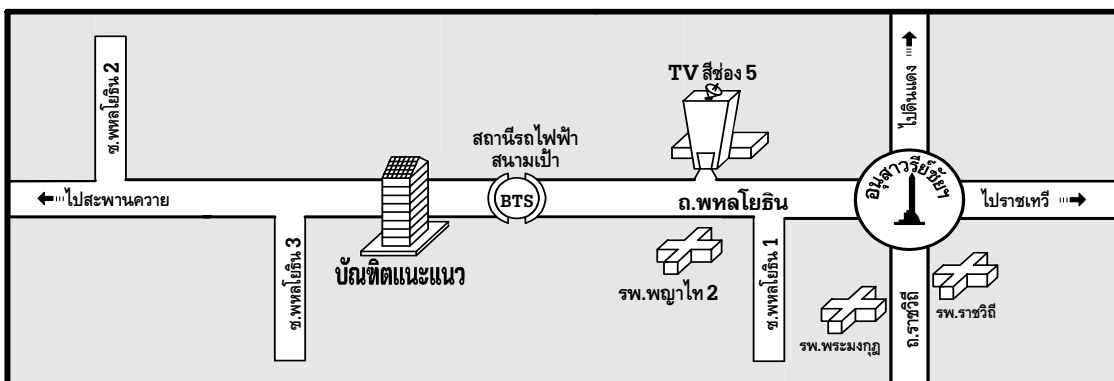 TV สีช่อง 5
ไปดินแดง
ซ.พหลโยธิน 2
สถานีรถไฟฟ้า
สนามเป้า
อนุสาวรีย์ชัยฯ
ไปสะพานควาย
BTS
ถ.พหลโยธิน
ไปราชเทวี
ซ.พหลโยธิน 3
บัณฑิตแนะแนว
รพ.พญาไท 2
ซ.พหลโยธิน 1
รพ.พระมงกุฎ
ถ.ราชวิถี
รพ.ราชวิถี